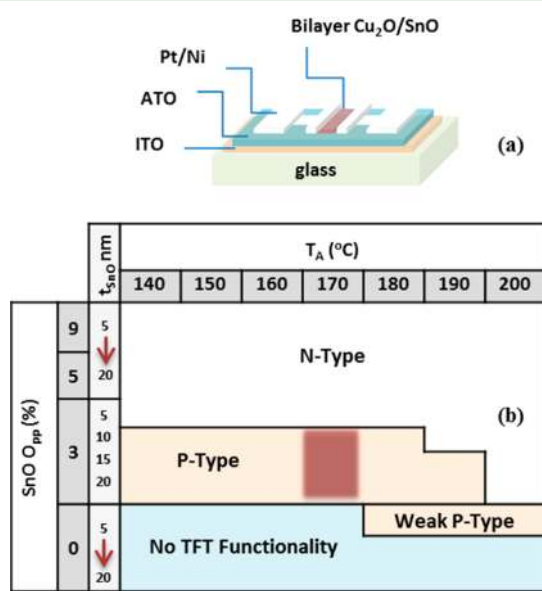 Bilayer Cu₂O/SnO
Pt/Ni
ATO
ITO
glass
(a)
t_SnO nm
T_A (°C)
140 150 160 170 180 190 200
SnO O_pp (%)
9
5
5
20
N-Type
3
5
10
15
20
P-Type
(b)
0
5
20
Weak P-Type
No TFT Functionality